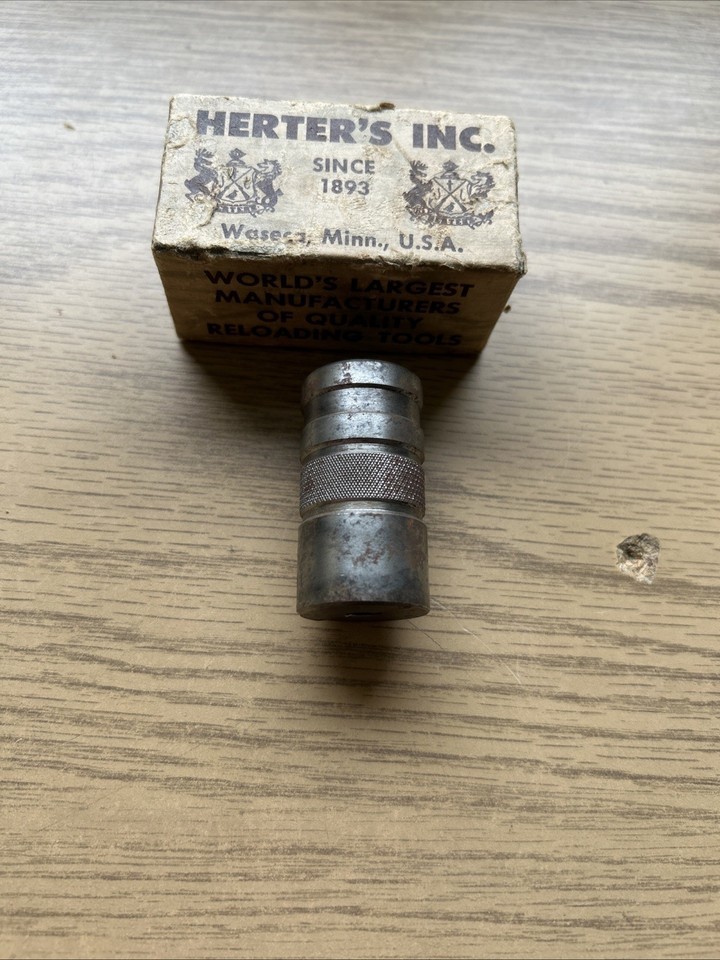 HERTER'S INC.
SINCE
1893
Waseca, Minn., U.S.A.
WORLD'S LARGEST
MANUFACTURERS
OF QUALITY
RELOADING TOOLS